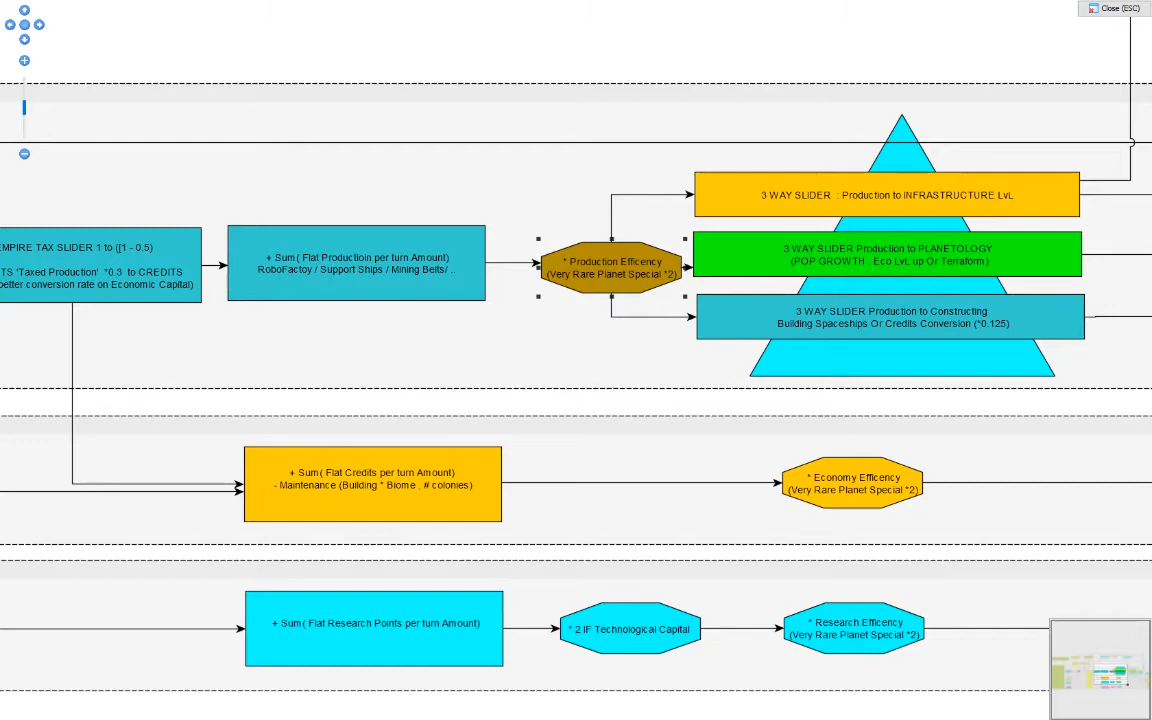 Close (ESC)
3 WAY SLIDER : Production to INFRASTRUCTURE LvL
EMPIRE TAX SLIDER 1 to ([1 - 0.5)
TS 'Taxed Production' *0.3 to CREDITS
better conversion rate on Economic Capital)
+ Sum( Flat Productioin per turn Amount)
RoboFactoy / Support Ships / Mining Belts/ ..
* Production Efficency
(Very Rare Planet Special *2)
3 WAY SLIDER Production to PLANETOLOGY
(POP GROWTH , Eco LvL up Or Terraform)
3 WAY SLIDER Production to Constructing
Building Spaceships Or Credits Conversion (*0.125)
+ Sum( Flat Credits per turn Amount)
- Maintenance (Building * Biome , # colonies)
* Economy Efficency
(Very Rare Planet Special *2)
+ Sum( Flat Research Points per turn Amount)
* 2 IF Technological Capital
* Research Efficency
(Very Rare Planet Special *2)